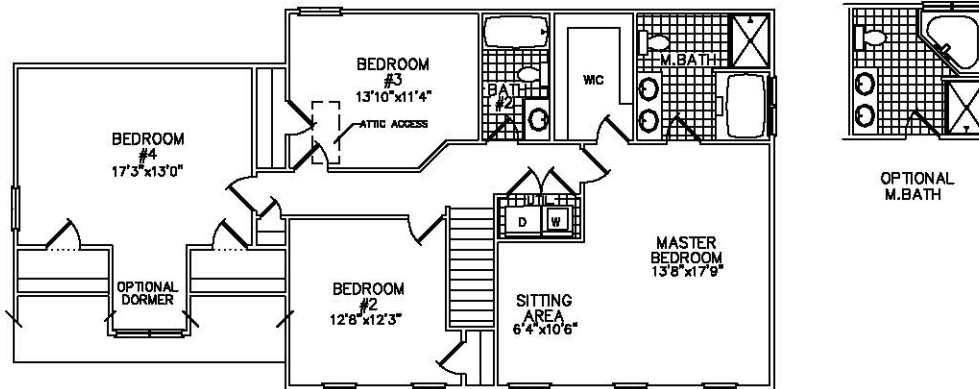 BEDROOM
#3
13'10"x11'4"
ATTIC ACCESS
BATH
#2
WIC
M.BATH
BEDROOM
#4
17'3"x13'0"
OPTIONAL
DORMER
BEDROOM
#2
12'8"x12'3"
UTIL
D
W
MASTER
BEDROOM
13'8"x17'9"
SITTING
AREA
6'4"x10'6"
OPTIONAL
M.BATH